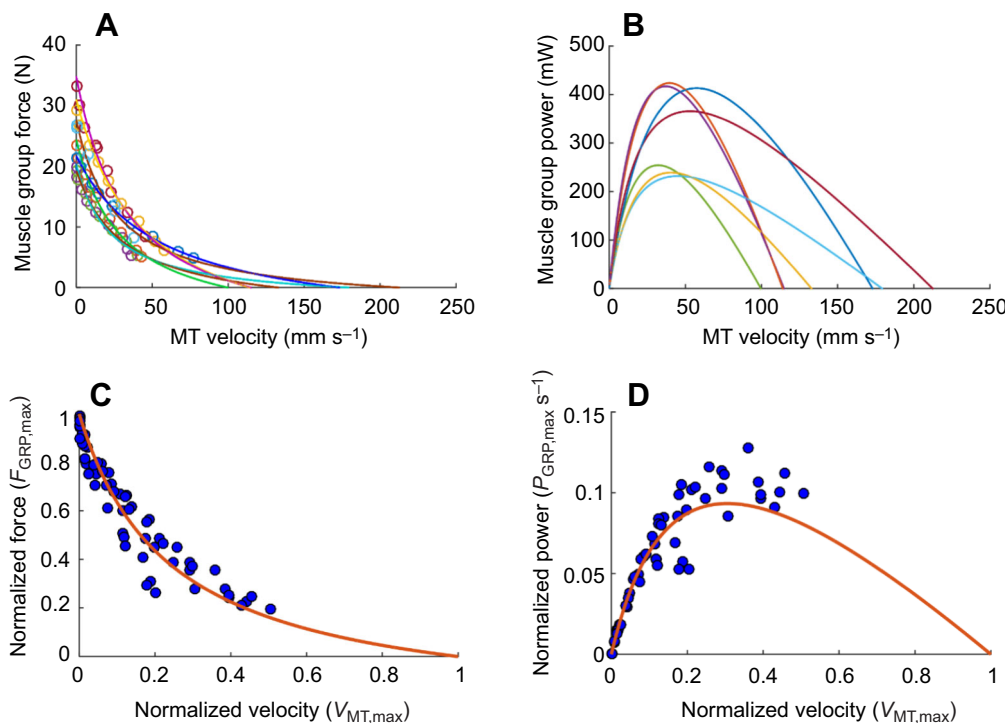 A
Muscle group force (N)
40
30
20
10
0
0 50 100 150 200 250
MT velocity (mm s–1)
B
Muscle group power (mW)
500
400
300
200
100
0
0 50 100 150 200 250
MT velocity (mm s–1)
C
Normalized force (FGRP,max)
1
0.8
0.6
0.4
0.2
0
0 0.2 0.4 0.6 0.8 1
Normalized velocity (VMT,max)
D
Normalized power (PGRP,max s–1)
0.15
0.1
0.05
0
0 0.2 0.4 0.6 0.8 1
Normalized velocity (VMT,max)